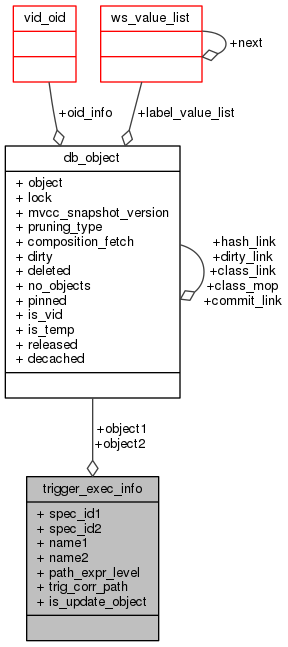 vid_oid
ws_value_list
+next
+oid_info
+label_value_list
db_object
+ object
+ lock
+ mvcc_snapshot_version
+ pruning_type
+ composition_fetch
+ dirty
+ deleted
+ no_objects
+ pinned
+ is_vid
+ is_temp
+ released
+ decached
+hash_link
+dirty_link
+class_link
+class_mop
+commit_link
+object1
+object2
trigger_exec_info
+ spec_id1
+ spec_id2
+ name1
+ name2
+ path_expr_level
+ trig_corr_path
+ is_update_object